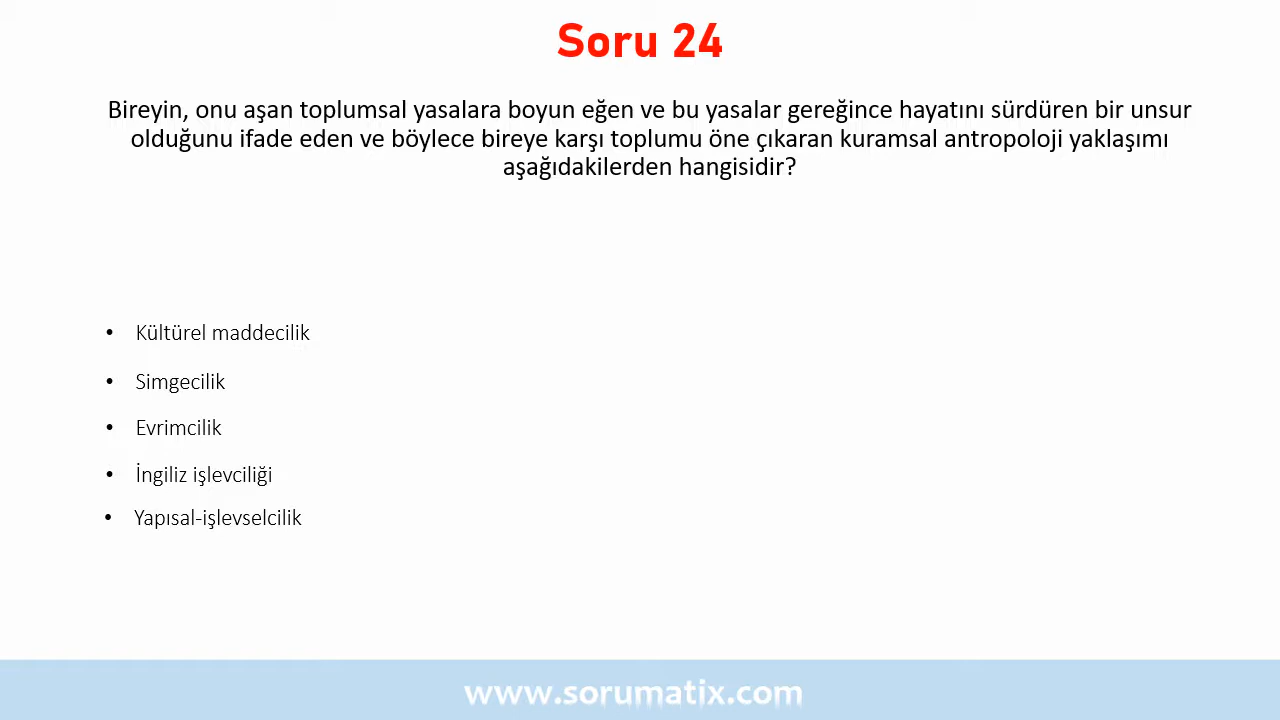 Soru 24
Bireyin, onu aşan toplumsal yasalara boyun eğen ve bu yasalar gereğince hayatını sürdüren bir unsur
olduğunu ifade eden ve böylece bireye karşı toplumu öne çıkaran kuramsal antropoloji yaklaşımı
aşağıdakilerden hangisidir?
• Kültürel maddecilik
• Simgecilik
• Evrimcilik
• İngiliz işlevciliği
• Yapısal-işlevselcilik
www.sorumatix.com